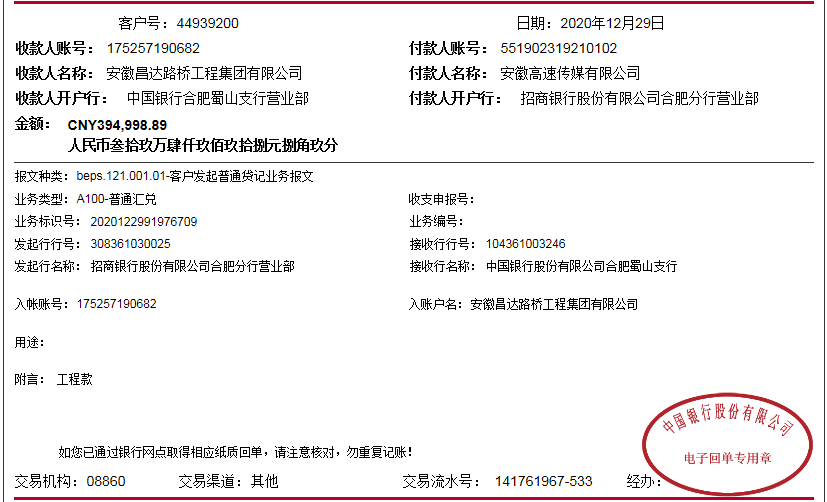 客户号：44939200 日期：2020年12月29日
收款人账号：175257190682 付款人账号：551902319210102
收款人名称：安徽昌达路桥工程集团有限公司 付款人名称：安徽高速传媒有限公司
收款人开户行：中国银行合肥蜀山支行营业部 付款人开户行：招商银行股份有限公司合肥分行营业部
金额：CNY394,998.89
人民币叁拾玖万肆仟玖佰玖拾捌元捌角玖分
报文种类：beps.121.001.01-客户发起普通贷记业务报文
业务类型：A100-普通汇兑 收支申报号：
业务标识号：2020122991976709 业务编号：
发起行行号：308361030025 接收行行号：104361003246
发起行名称：招商银行股份有限公司合肥分行营业部 接收行名称：中国银行股份有限公司合肥蜀山支行
入帐账号：175257190682 入账户名：安徽昌达路桥工程集团有限公司
用途：
附言：工程款
中国银行股份有限公司
电子回单专用章
如您已通过银行网点取得相应纸质回单，请注意核对，勿重复记账！
交易机构：08860 交易渠道：其他 交易流水号：141761967-533 经办：